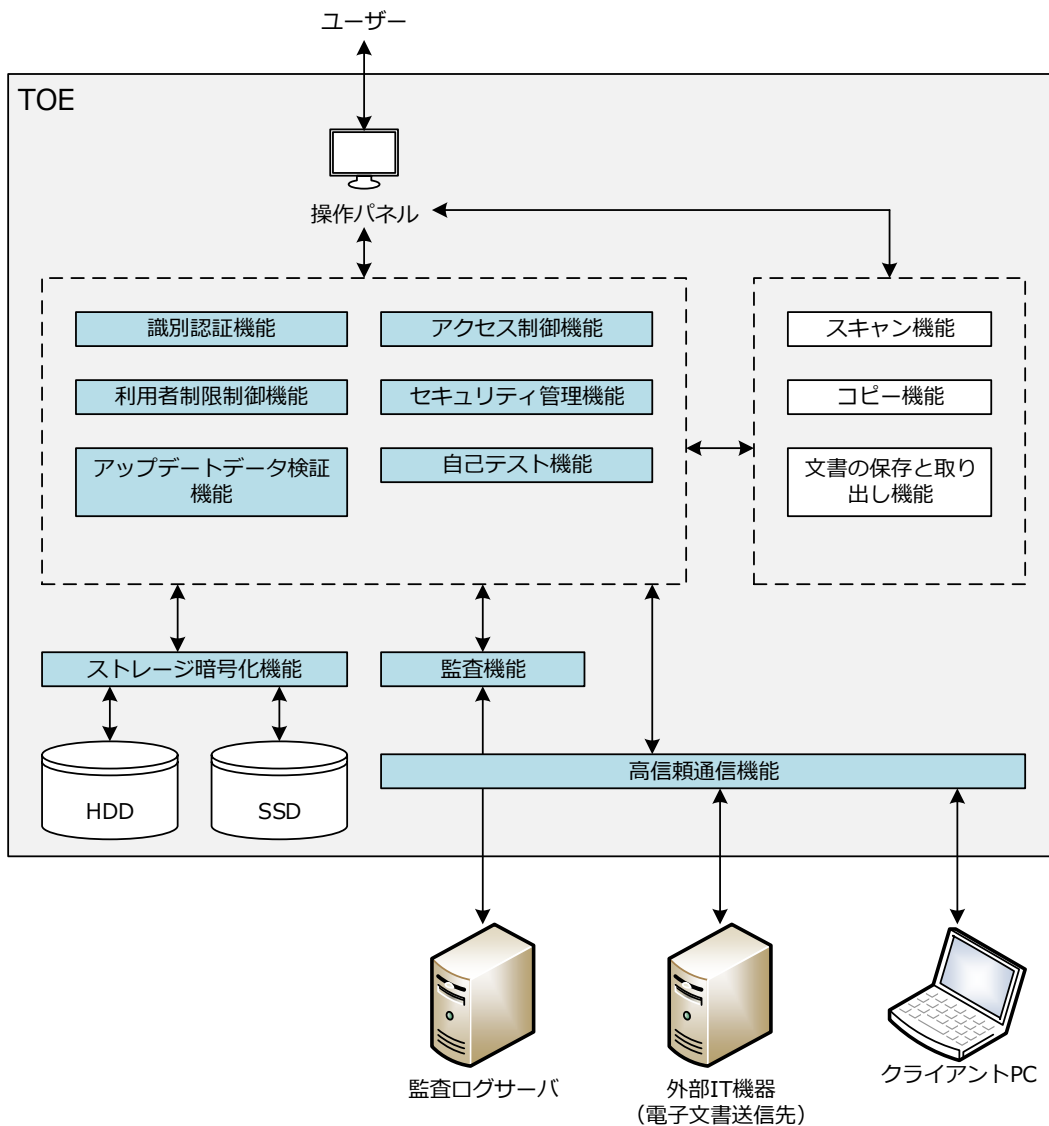 ユーザー
TOE
操作パネル
識別認証機能
アクセス制御機能
利用者制限制御機能
セキュリティ管理機能
アップデートデータ検証
機能
自己テスト機能
スキャン機能
コピー機能
文書の保存と取り
出し機能
ストレージ暗号化機能
監査機能
高信頼通信機能
HDD
SSD
監査ログサーバ
外部IT機器
（電子文書送信先）
クライアントPC